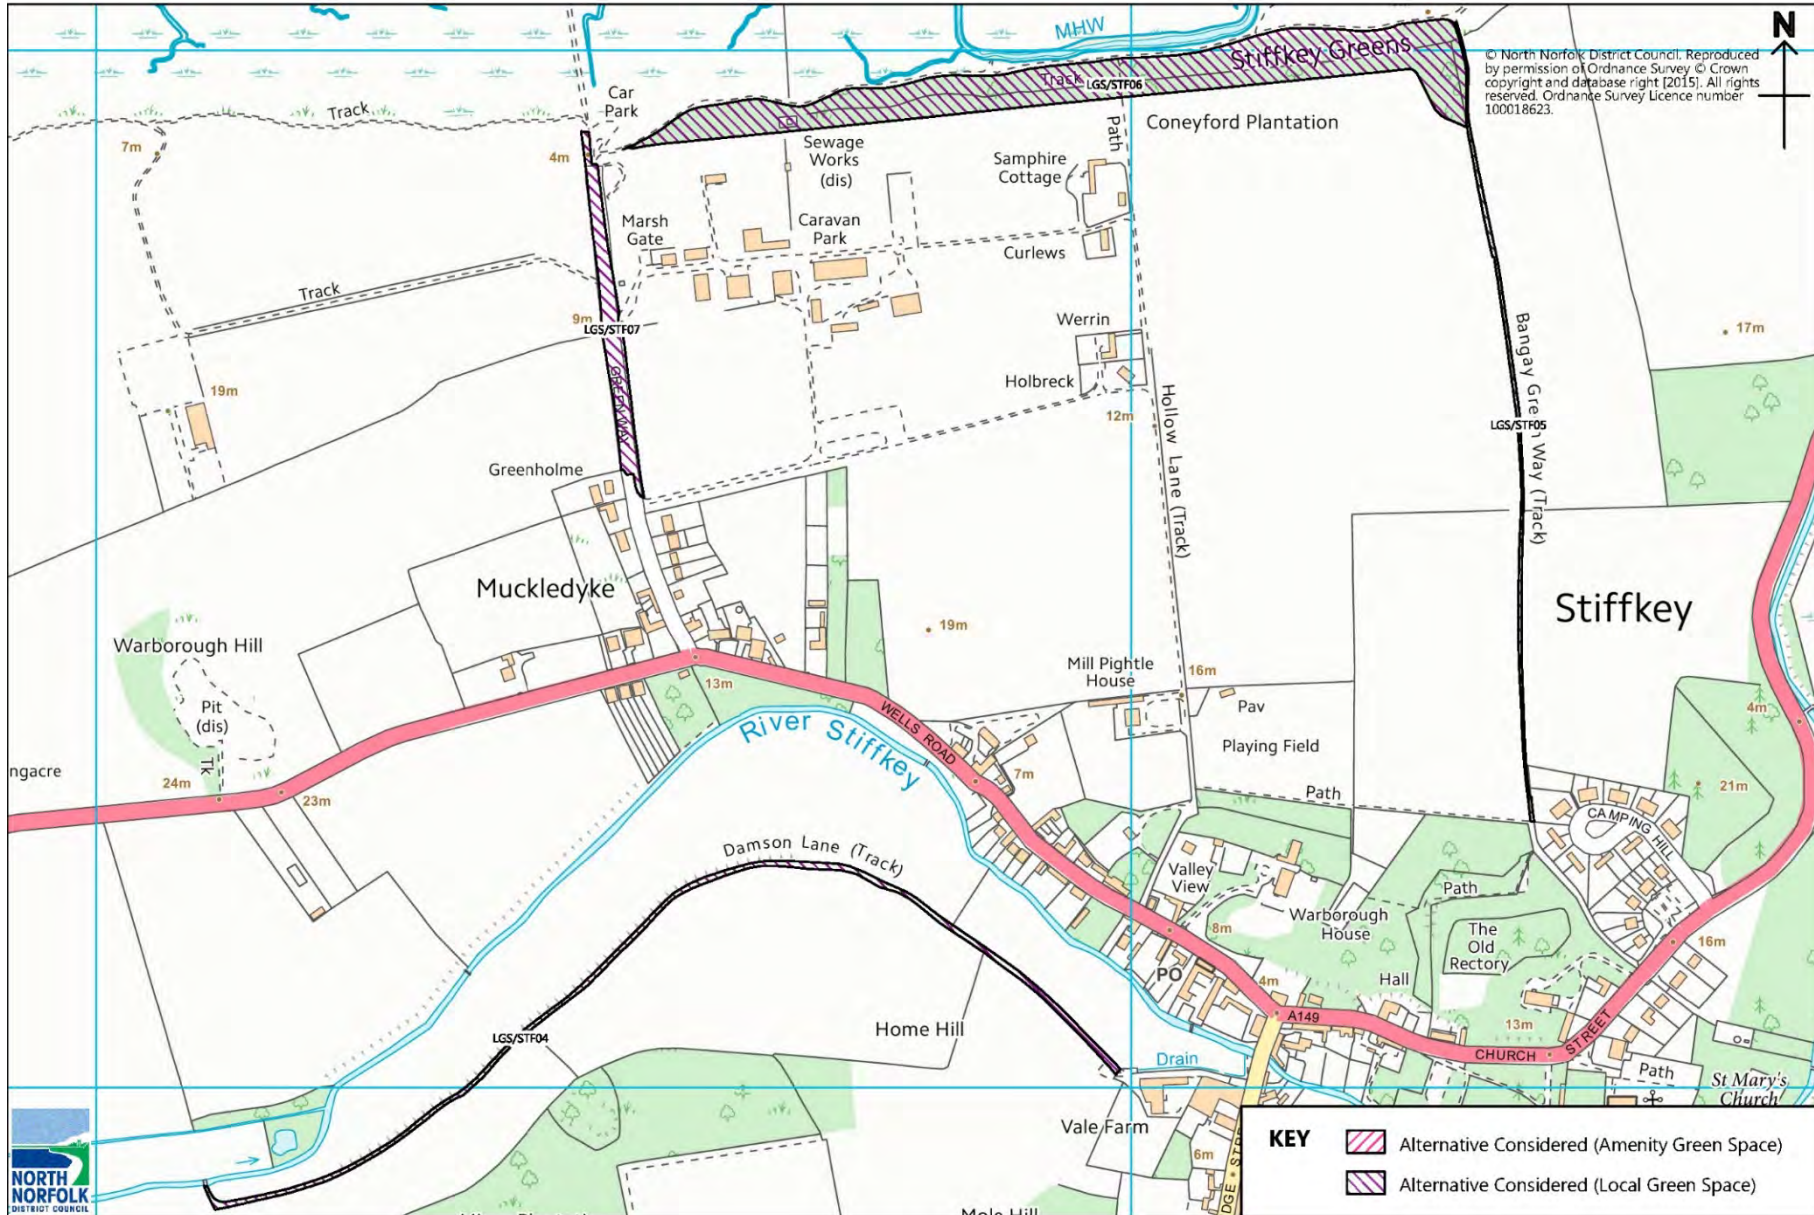 MHW
Stiffkey Greens
N
© North Norfolk District Council. Reproduced
by permission of Ordnance Survey © Crown
copyright and database right [2015]. All rights
reserved. Ordnance Survey Licence number
100018623.
Track
LGS/STF06
Car
Park
Track
7m
4m
Path
Coneyford Plantation
Sewage
Works
(dis)
Samphire
Cottage
Marsh
Gate
Caravan
Park
Curlews
Track
9m
LGS/STF07
GREENWAY
Werrin
Holbreck
12m
19m
17m
Bangay Green Way (Track)
LGS/STF05
Hollow Lane (Track)
Greenholme
Muckledyke
Stiffkey
Warborough Hill
19m
Mill Pightle
House
16m
13m
Pit
(dis)
Tk
WELLS ROAD
River Stiffkey
Pav
Playing Field
4m
ngacre
24m
23m
7m
Path
21m
CAMPING HILL
Damson Lane (Track)
Valley
View
Path
Warborough
House
8m
The
Old
Rectory
16m
PO
Hall
4m
A149
13m
CHURCH STREET
Home Hill
LGS/STF04
Drain
Path
St Mary's
Church
Vale Farm
6m
NORTH
NORFOLK
DISTRICT COUNCIL
KEY
Alternative Considered (Amenity Green Space)
Alternative Considered (Local Green Space)